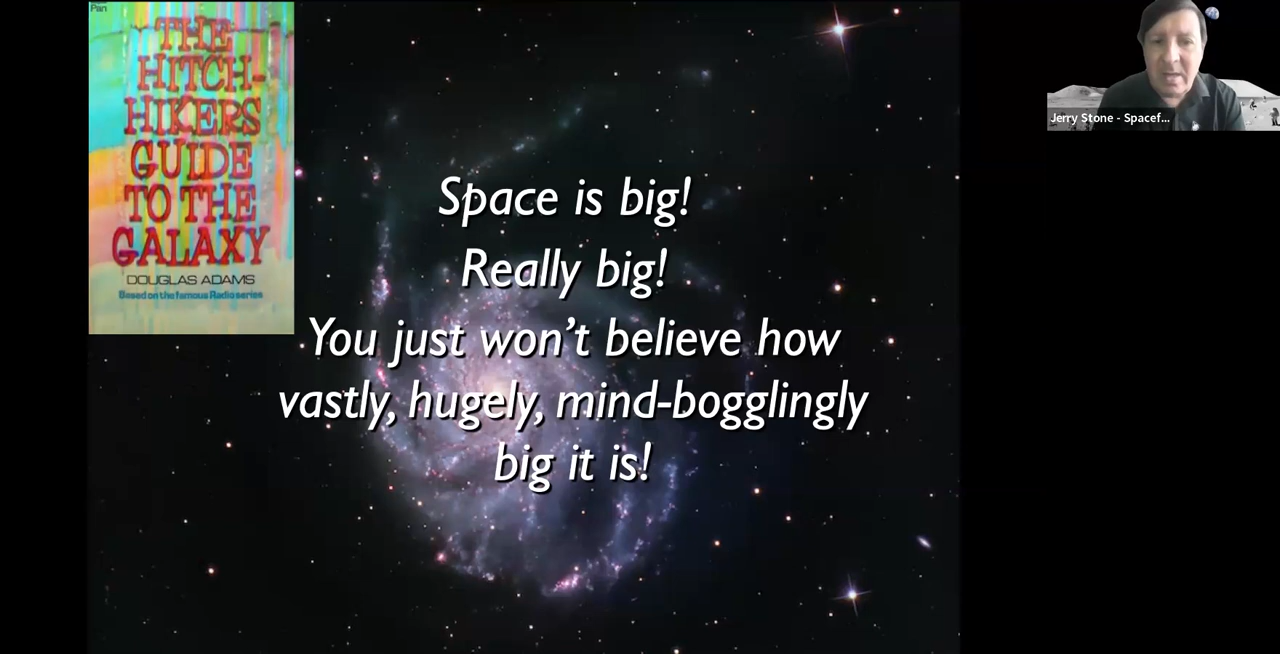 Pan
THE
HITCH-
HIKERS
GUIDE
TO THE
GALAXY
DOUGLAS ADAMS
Based on the famous Radio series
Space is big!
Really big!
You just won't believe how
vastly, hugely, mind-bogglingly
big it is!
Jerry Stone - Spacef...